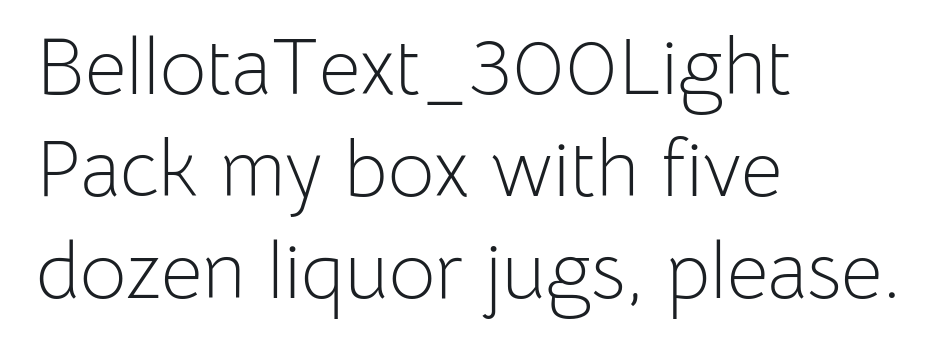 BellotaText_300Light
Pack my box with five
dozen liquor jugs, please.